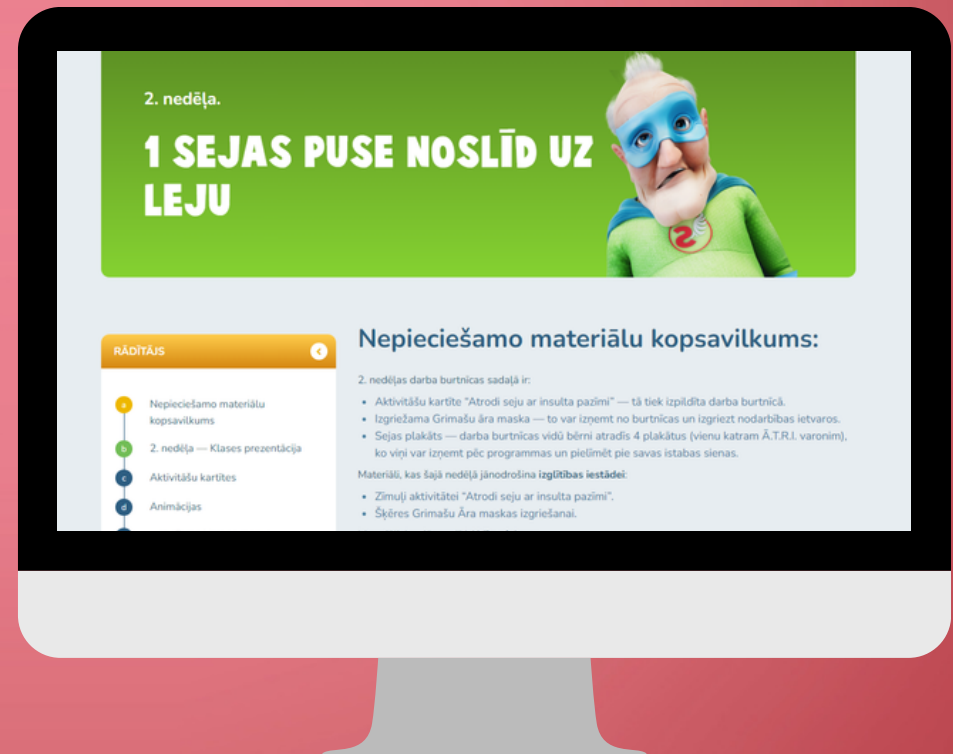 2. nedēļa.
1 SEJAS PUSE NOSLĪD UZ
LEJU
RĀDĪTĀJS
a Nepieciešamo materiālu
kopsavilkums
b 2. nedēļa — Klases prezentācija
c Aktivitāšu kartītes
d Animācijas
Nepieciešamo materiālu kopsavilkums:
2. nedēļas darba burtnīcas sadaļā ir:
• Aktivitāšu kartīte “Atrodi seju ar insulta pazīmi” — tā tiek izpildīta darba burtnīcā.
• Izgriežama Grimašu āra maska — to var izņemt no burtnīcas un izgriezt nodarbības ietvaros.
• Sejas plakāts — darba burtnīcas vidū bērni atradīs 4 plakātus (vienu katram Ā.T.R.I. varonim),
ko viņi var izņemt pēc programmas un pielīmēt pie savas istabas sienas.
Materiāli, kas šajā nedēļā jānodrošina izglītības iestādei:
• Zīmuļi aktivitātei “Atrodi seju ar insulta pazīmi”.
• Šķēres Grimašu Āra maskas izgriešanai.